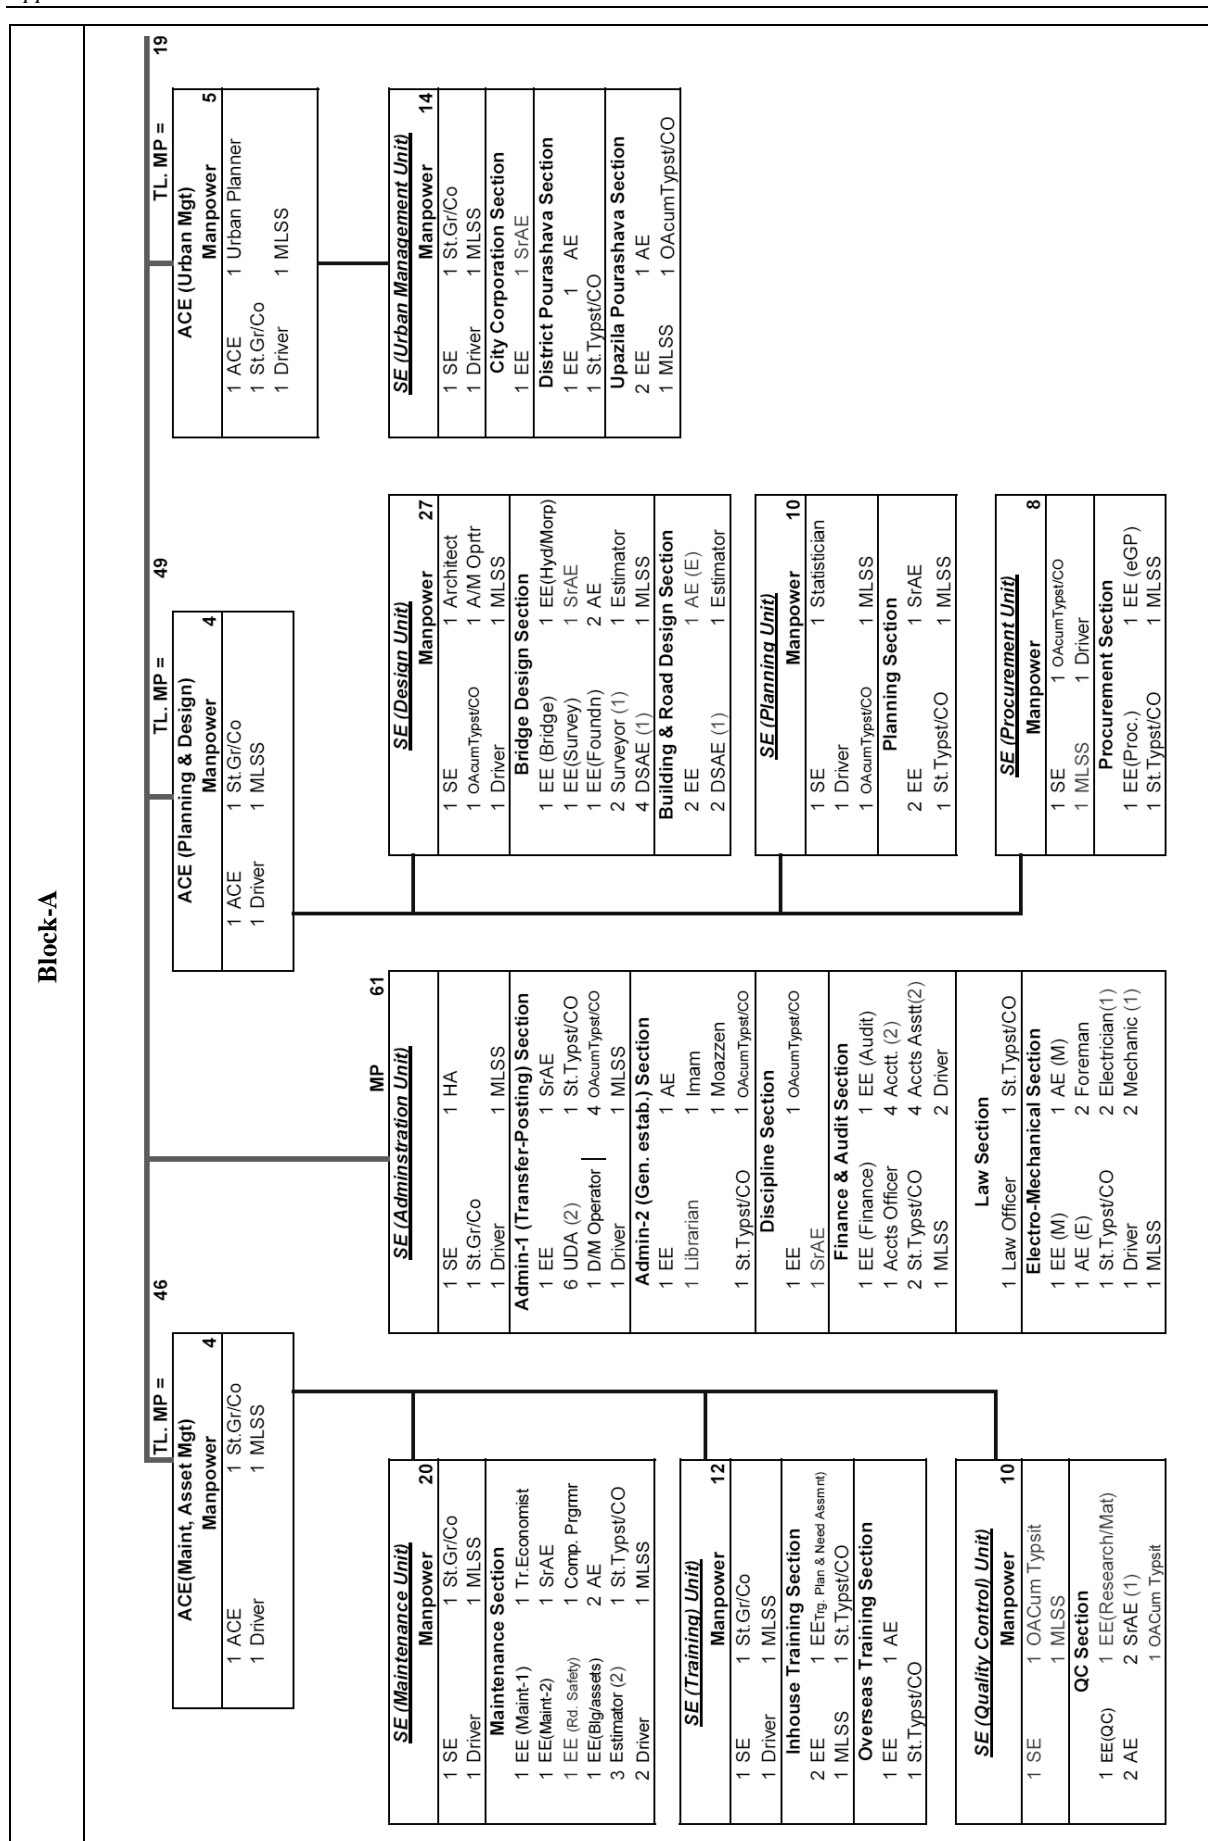 Block-A
TL. MP = 46
ACE(Maint, Asset Mgt)
Manpower 4
1 ACE 1 St.Gr/Co
1 Driver 1 MLSS
SE (Maintenance Unit)
Manpower 20
1 SE 1 St.Gr/Co
1 Driver 1 MLSS
Maintenance Section
1 EE (Maint-1) 1 Tr.Economist
1 EE(Maint-2) 1 SrAE
1 EE (Rd. Safety) 1 Comp. Prgrmr
1 EE(Blg/assets) 2 AE
3 Estimator (2) 1 St.Typst/CO
2 Driver 1 MLSS
SE (Training) Unit)
Manpower 12
1 SE 1 St.Gr/Co
1 Driver 1 MLSS
Inhouse Training Section
2 EE 1 EETrg. Plan & Need Assmnt)
1 MLSS 1 St.Typst/CO
Overseas Training Section
1 EE 1 AE
1 St.Typst/CO
SE (Quality Control) Unit)
Manpower 10
1 SE 1 OACum Typsit
1 MLSS
QC Section
1 EE(QC) 1 EE(Research/Mat)
2 AE 2 SrAE (1)
1 OACum Typsit
MP 61
SE (Adminstration Unit)
1 SE 1 HA
1 St.Gr/Co
1 Driver 1 MLSS
Admin-1 (Transfer-Posting) Section
1 EE 1 SrAE
6 UDA (2) 1 St.Typst/CO
1 D/M Operator | 4 OAcumTypst/CO
1 Driver 1 MLSS
Admin-2 (Gen. estab.) Section
1 EE 1 AE
1 Librarian 1 Imam
1 Moazzen
1 St.Typst/CO 1 OAcumTypst/CO
Discipline Section
1 EE 1 OAcumTypst/CO
1 SrAE
Finance & Audit Section
1 EE (Finance) 1 EE (Audit)
1 Accts Officer 4 Acctt. (2)
2 St.Typst/CO 4 Accts Asstt(2)
1 MLSS 2 Driver
Law Section
1 Law Officer 1 St.Typst/CO
Electro-Mechanical Section
1 EE (M) 1 AE (M)
1 AE (E) 2 Foreman
1 St.Typst/CO 2 Electrician(1)
1 Driver 2 Mechanic (1)
1 MLSS
TL. MP = 49
ACE (Planning & Design)
Manpower 4
1 ACE 1 St.Gr/Co
1 Driver 1 MLSS
SE (Design Unit)
Manpower 27
1 SE 1 Architect
1 OAcumTypst/CO 1 A/M Oprtr
1 Driver 1 MLSS
Bridge Design Section
1 EE (Bridge) 1 EE(Hyd/Morp)
1 EE(Survey) 1 SrAE
1 EE(Foundn) 2 AE
2 Surveyor (1) 1 Estimator
4 DSAE (1) 1 MLSS
Building & Road Design Section
2 EE 1 AE (E)
2 DSAE (1) 1 Estimator
SE (Planning Unit)
Manpower 10
1 SE 1 Statistician
1 Driver
1 OAcumTypst/CO 1 MLSS
Planning Section
2 EE 1 SrAE
1 St.Typst/CO 1 MLSS
SE (Procurement Unit)
Manpower 8
1 SE 1 OAcumTypst/CO
1 MLSS 1 Driver
Procurement Section
1 EE(Proc.) 1 EE (eGP)
1 St.Typst/CO 1 MLSS
TL. MP = 19
ACE (Urban Mgt)
Manpower 5
1 ACE 1 Urban Planner
1 St.Gr/Co
1 Driver 1 MLSS
SE (Urban Management Unit)
Manpower 14
1 SE 1 St.Gr/Co
1 Driver 1 MLSS
City Corporation Section
1 EE 1 SrAE
District Pourashava Section
1 EE 1 AE
1 St.Typst/CO
Upazila Pourashava Section
2 EE 1 AE
1 MLSS 1 OAcumTypst/CO